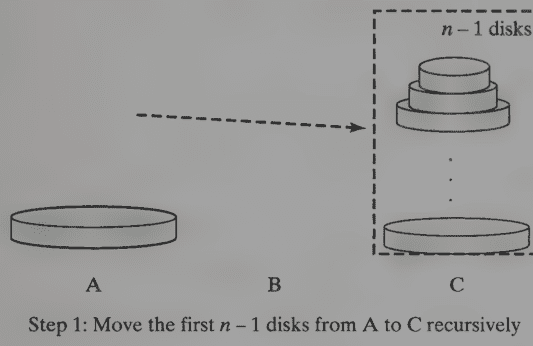 n – 1 disks
A
B
C
Step 1: Move the first n – 1 disks from A to C recursively